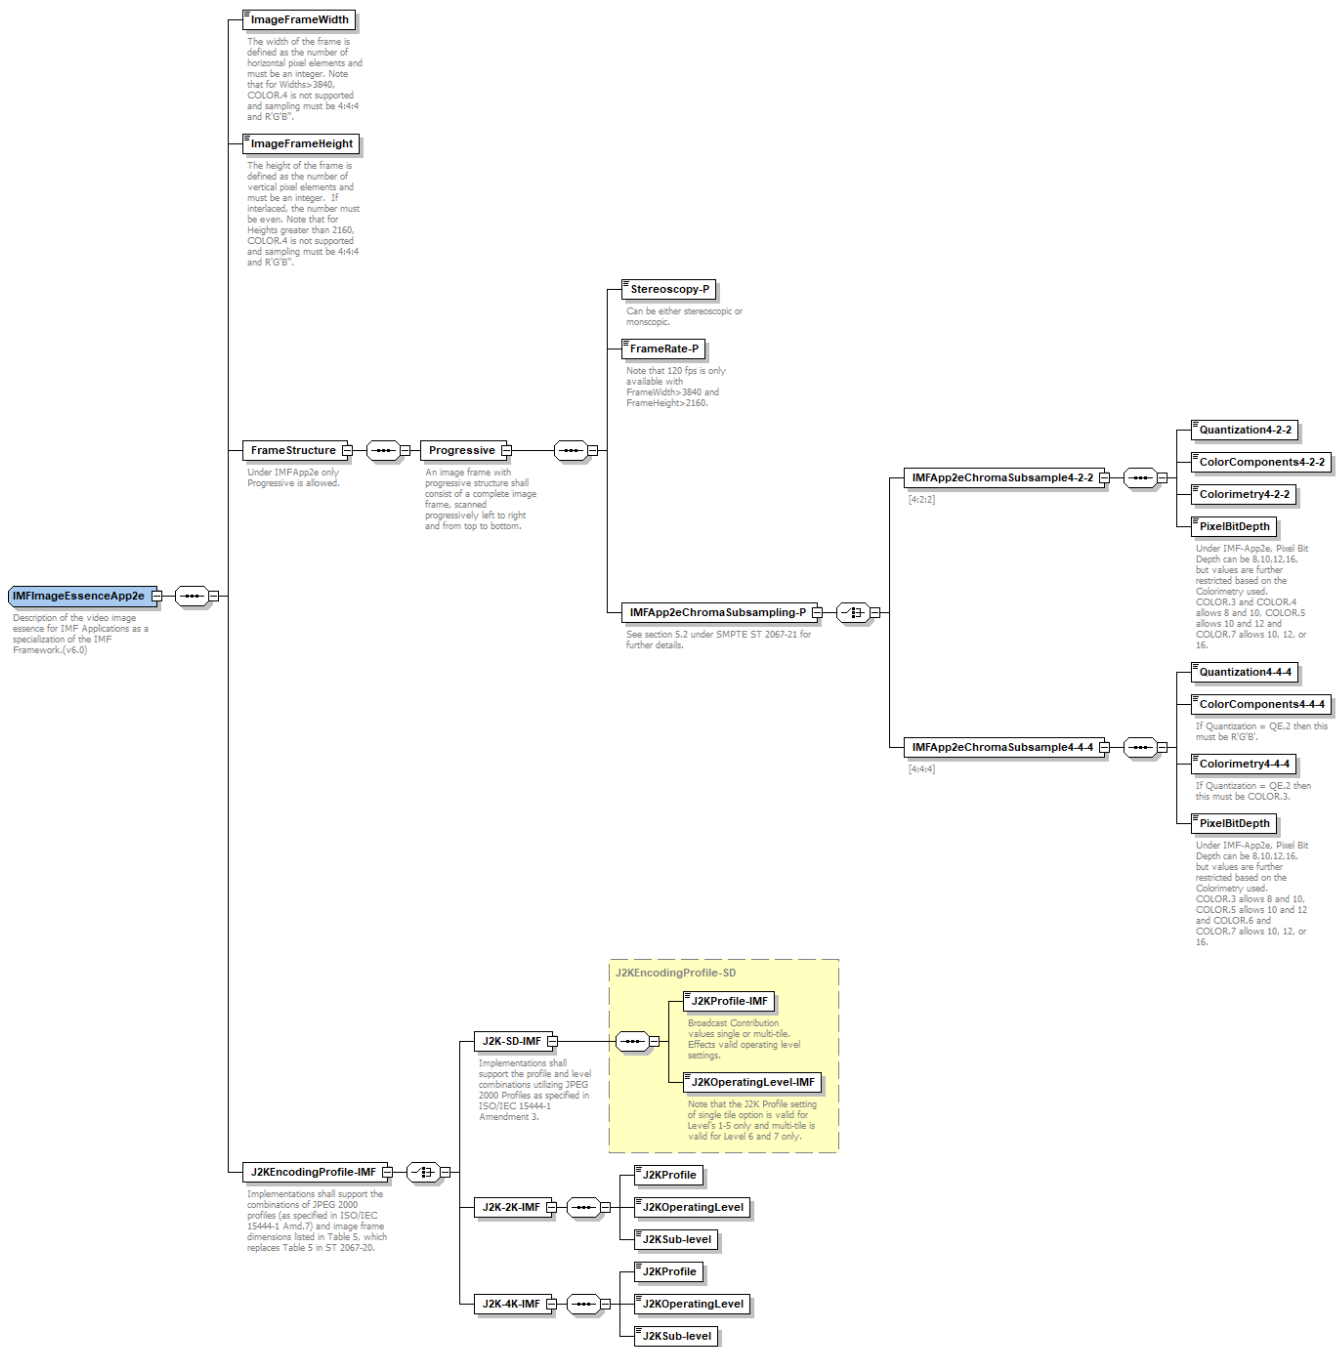 ImageFrameWidth
The width of the frame is
defined as the number of
horizontal pixel elements and
must be an integer. Note
that for Widths>3840,
COLOR.4 is not supported
and sampling must be 4:4:4
and R'G'B".
ImageFrameHeight
The height of the frame is
defined as the number of
vertical pixel elements and
must be an integer.  If
interlaced, the number must
be even. Note that for
Heights greater than 2160,
COLOR.4 is not supported
and sampling must be 4:4:4
and R'G'B".
Stereoscopy-P
Can be either stereoscopic or
monscopic.
FrameRate-P
Note that 120 fps is only
available with
FrameWidth>3840 and
FrameHeight>2160.
FrameStructure
Under IMFApp2e only
Progressive is allowed.
Progressive
An image frame with
progressive structure shall
consist of a complete image
frame, scanned
progressively left to right
and from top to bottom.
IMFApp2eChromaSubsample4-2-2
[4:2:2]
Quantization4-2-2
ColorComponents4-2-2
Colorimetry4-2-2
PixelBitDepth
Under IMF-App2e, Pixel Bit
Depth can be 8,10,12,16,
but values are further
restricted based on the
Colorimetry used.
COLOR.3 and COLOR.4
allows 8 and 10, COLOR.5
allows 10 and 12 and
COLOR.7 allows 10, 12, or
16.
IMFImageEssenceApp2e
Description of the video image
essence for IMF Applications as a
specialization of the IMF
Framework.(v6.0)
IMFApp2eChromaSubsampling-P
See section 5.2 under SMPTE ST 2067-21 for
further details.
IMFApp2eChromaSubsample4-4-4
[4:4:4]
Quantization4-4-4
ColorComponents4-4-4
If Quantization = QE.2 then this
must be R'G'B'.
Colorimetry4-4-4
If Quantization = QE.2 then
this must be COLOR.3.
PixelBitDepth
Under IMF-App2e, Pixel Bit
Depth can be 8,10,12,16,
but values are further
restricted based on the
Colorimetry used.
COLOR.3 allows 8 and 10,
COLOR.5 allows 10 and 12
and COLOR.6 and
COLOR.7 allows 10, 12, or
16.
J2KEncodingProfile-SD
J2KProfile-IMF
Broadcast Contribution
values single or multi-tile.
Effects valid operating level
settings.
J2K-SD-IMF
Implementations shall
support the profile and level
combinations utilizing JPEG
2000 Profiles as specified in
ISO/IEC 15444-1
Amendment 3.
J2KOperatingLevel-IMF
Note that the J2K Profile setting
of single tile option is valid for
Level's 1-5 only and multi-tile is
valid for Level 6 and 7 only.
J2KEncodingProfile-IMF
Implementations shall support the
combinations of JPEG 2000
profiles (as specified in ISO/IEC
15444-1 Amd.7) and image frame
dimensions listed in Table 5, which
replaces Table 5 in ST 2067-20.
J2K-2K-IMF
J2KProfile
J2KOperatingLevel
J2KSub-level
J2K-4K-IMF
J2KProfile
J2KOperatingLevel
J2KSub-level